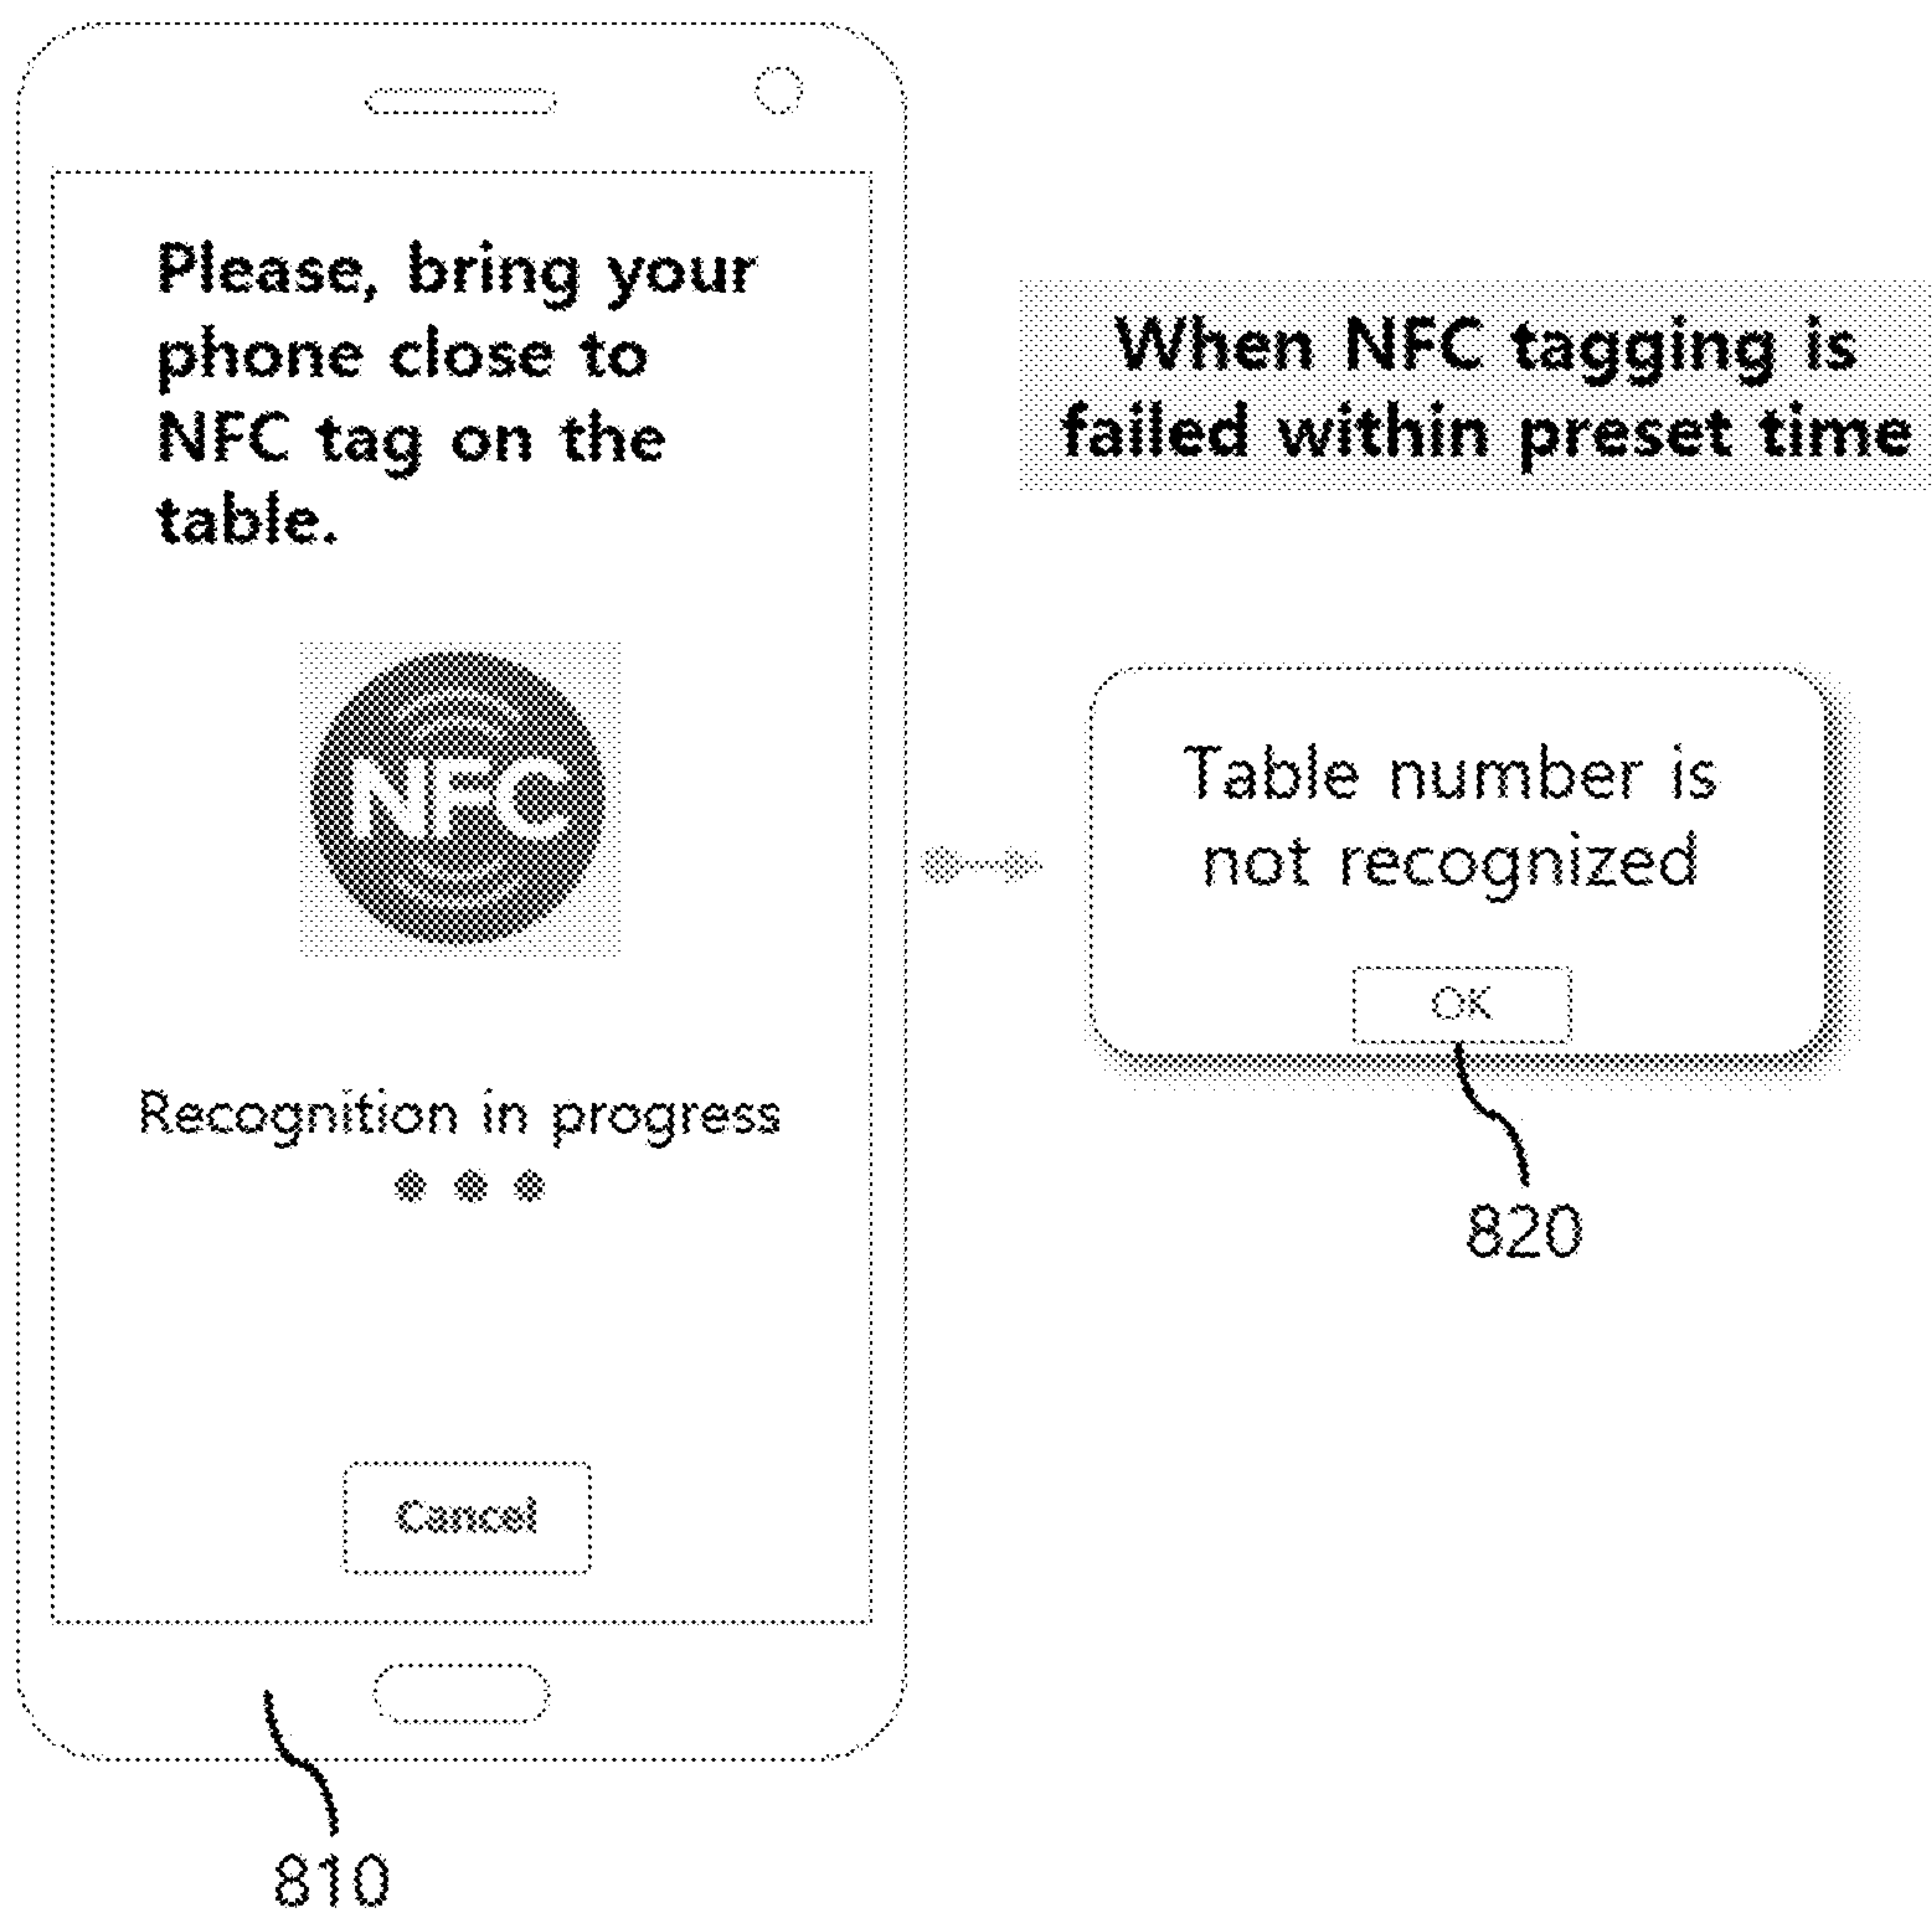 Please, bring your
phone close to
NFC tag on the
table.
NFC
Recognition in progress
Cancel
810
When NFC tagging is
failed within preset time
Table number is
not recognized
OK
820